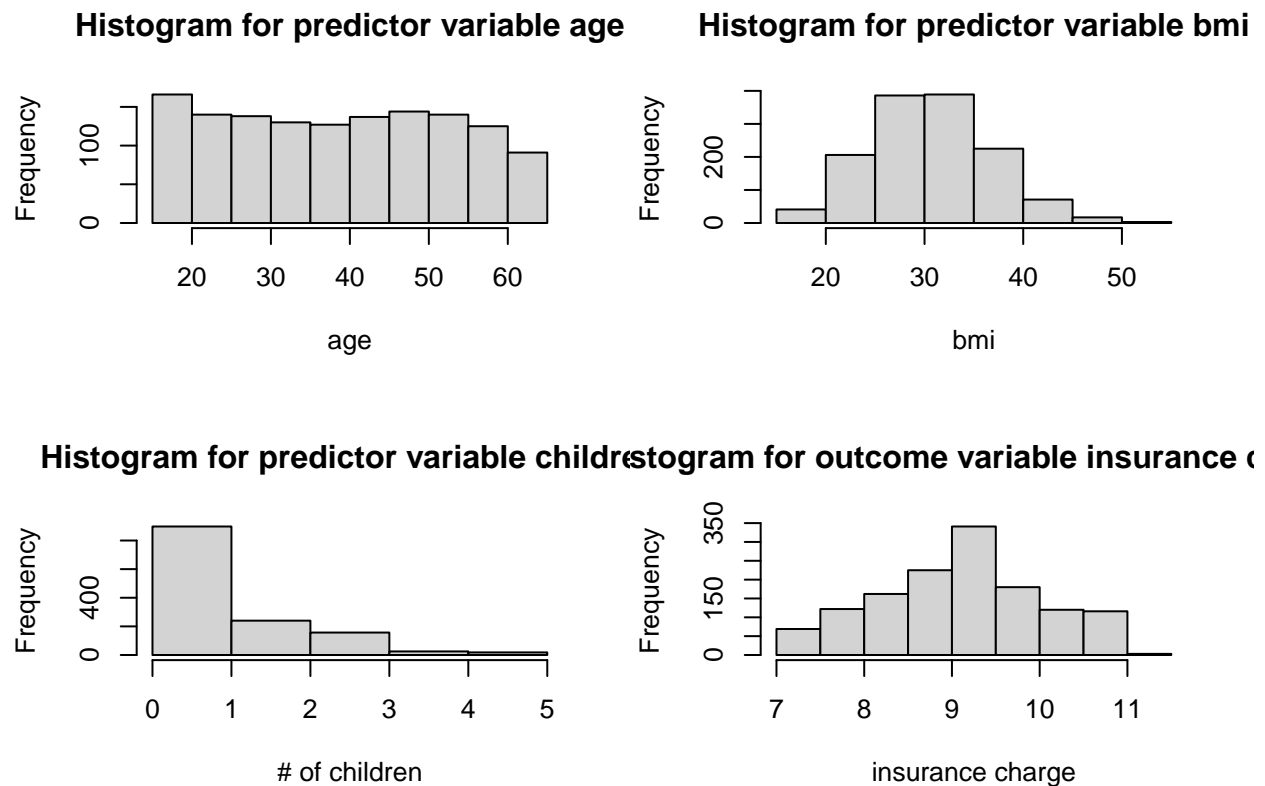 Histogram for predictor variable age
Frequency
0
100
20 30 40 50 60
age
Histogram for predictor variable bmi
Frequency
0
200
20 30 40 50
bmi
Histogram for predictor variable childre
Frequency
0
400
0 1 2 3 4 5
# of children
stogram for outcome variable insurance c
Frequency
0
150
350
7 8 9 10 11
insurance charge